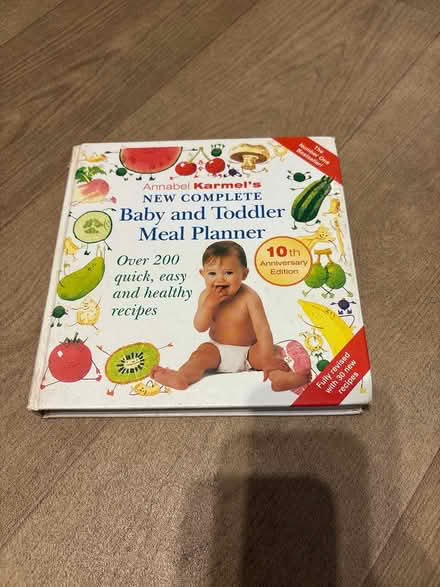 The
Number One
Bestseller!
Annabel Karmel's
NEW COMPLETE
Baby and Toddler
Meal Planner
Over 200
quick, easy
and healthy
recipes
10th
Anniversary
Edition
Fully revised
with 30 new
recipes